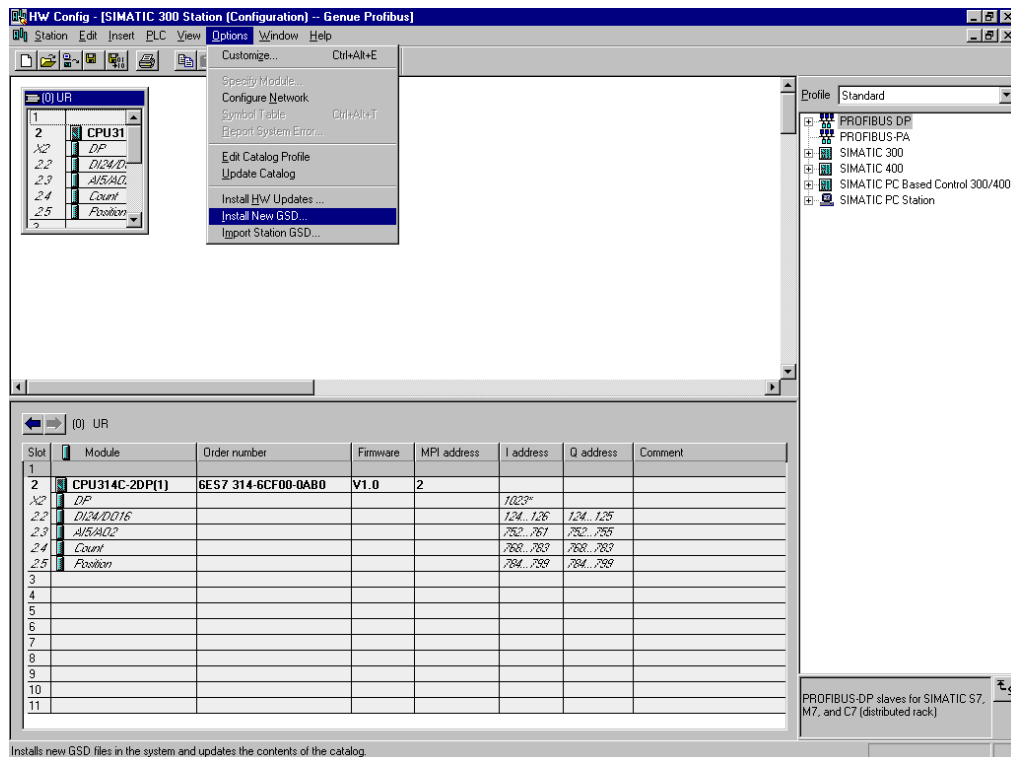 HW Config - [SIMATIC 300 Station (Configuration) -- Genue Profibus]
Station Edit Insert PLC View Options Window Help
Customize... Ctrl+Alt+E
Specify Module...
Configure Network
Symbol Table Ctrl+Alt+T
Report System Error...
Edit Catalog Profile
Update Catalog
Install HW Updates ...
Install New GSD...
Import Station GSD...
(0) UR
1
2 CPU31
X2 DP
2.2 DI24/D
2.3 AI5/AO
2.4 Count
2.5 Position
3
Profile Standard
PROFIBUS DP
PROFIBUS-PA
SIMATIC 300
SIMATIC 400
SIMATIC PC Based Control 300/400
SIMATIC PC Station
(0) UR
Slot Module Order number Firmware MPI address I address Q address Comment
1
2 CPU314C-2DP(1) 6ES7 314-6CF00-0AB0 V1.0 2
X2 DP 1023*
2.2 DI24/DO16 124...126 124...125
2.3 AI5/AO2 752...761 752...755
2.4 Count 768...783 768...783
2.5 Position 784...799 784...799
3
4
5
6
7
8
9
10
11
PROFIBUS-DP slaves for SIMATIC S7,
M7, and C7 (distributed rack)
Installs new GSD files in the system and updates the contents of the catalog.